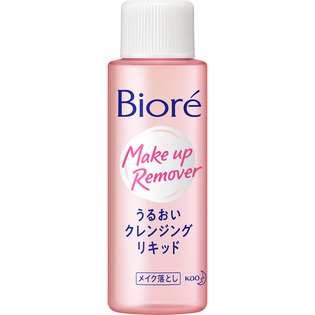 Bioré
Make up
Remover
うるおい
クレンジング
リキッド
メイク落とし
Kao